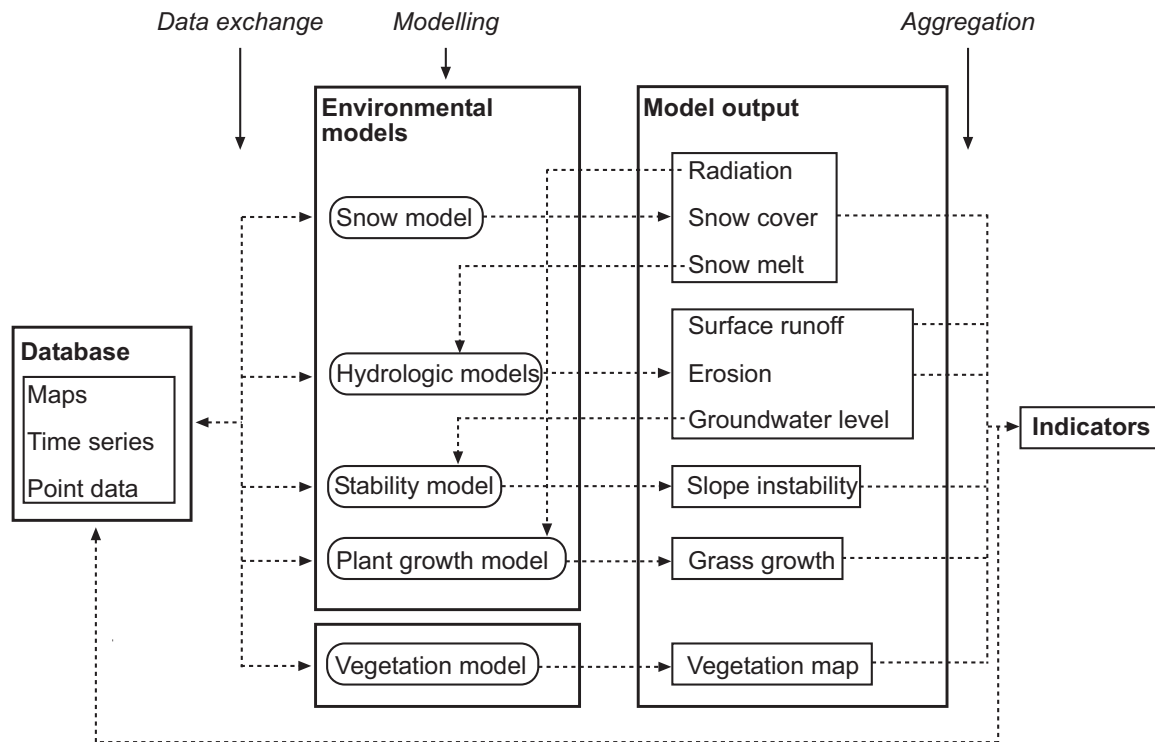 Data exchange
Modelling
Aggregation
Environmental
models
Model output
Radiation
Snow model
Snow cover
Snow melt
Surface runoff
Database
Maps
Time series
Point data
Hydrologic models
Erosion
Groundwater level
Indicators
Stability model
Slope instability
Plant growth model
Grass growth
Vegetation model
Vegetation map